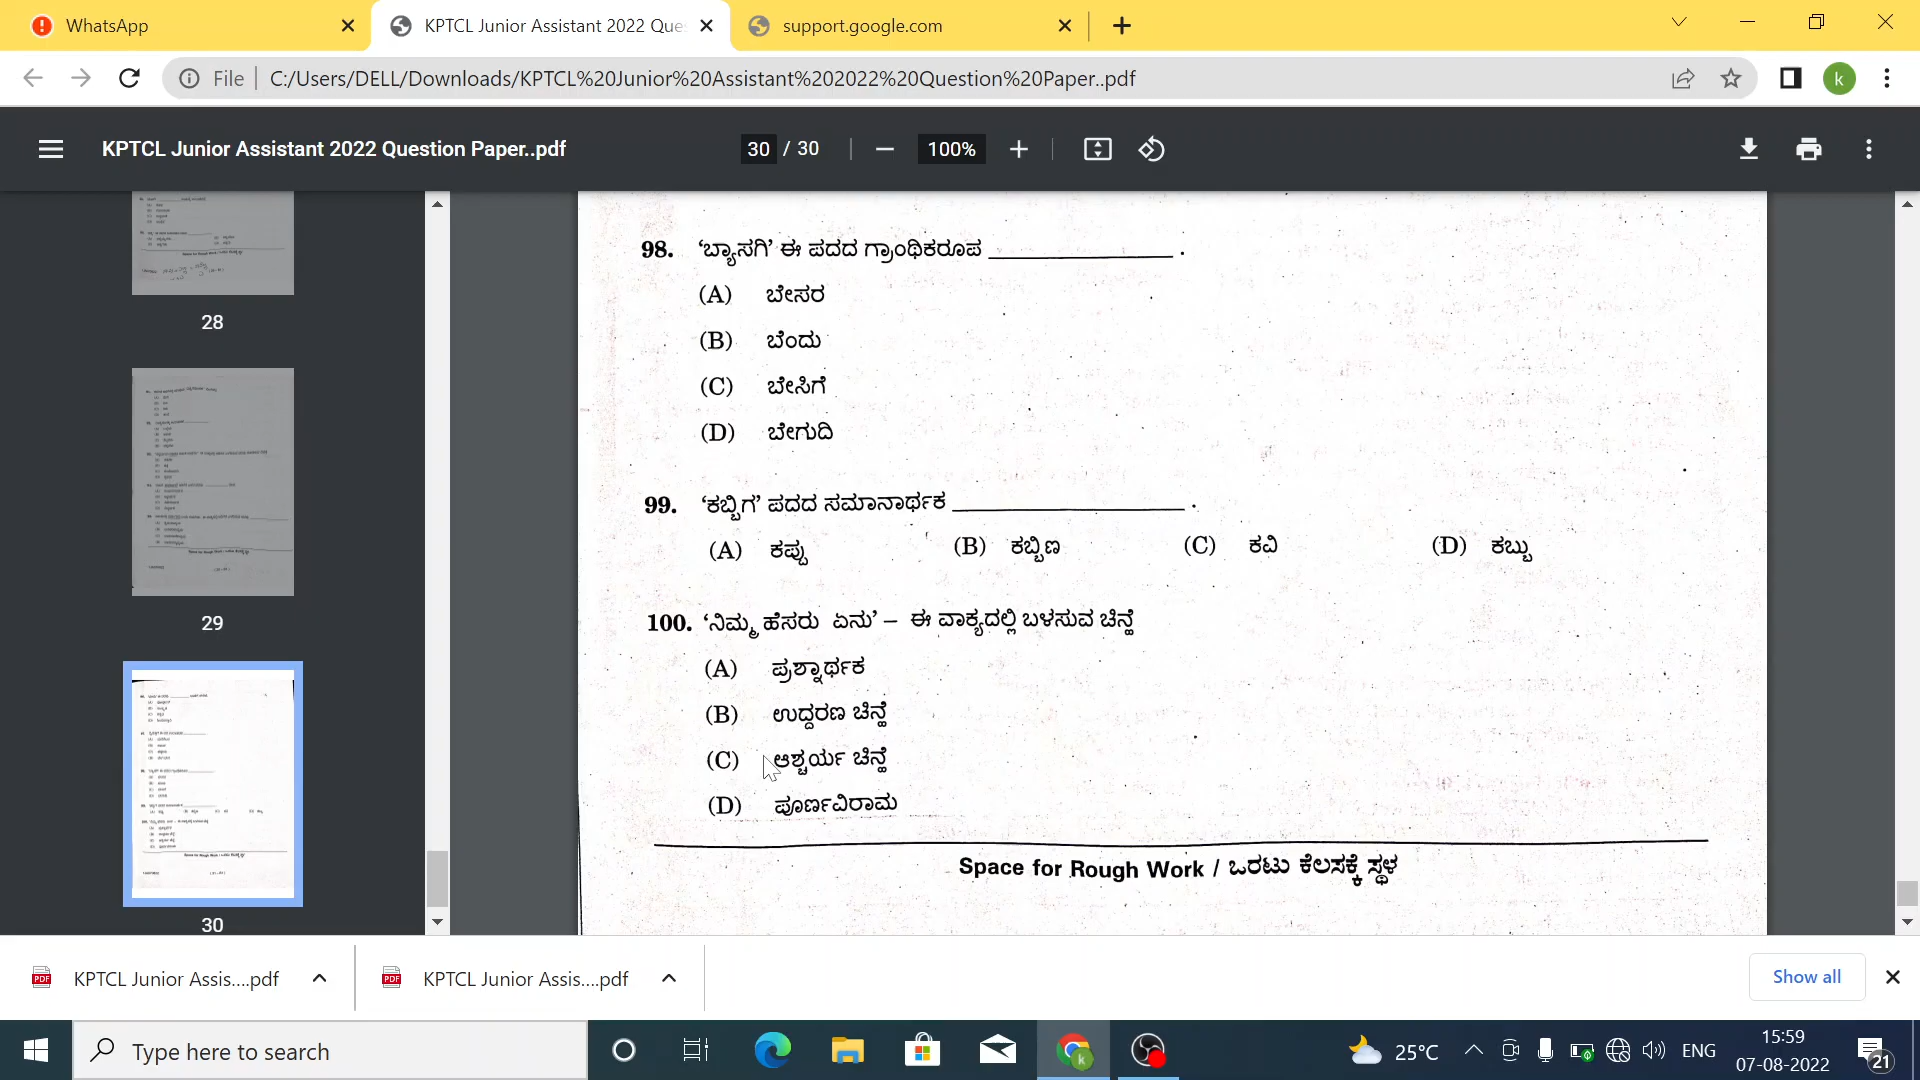 WhatsApp
KPTCL Junior Assistant 2022 Que
support.google.com
File
C:/Users/DELL/Downloads/KPTCL%20Junior%20Assistant%202022%20Question%20Paper..pdf
k
KPTCL Junior Assistant 2022 Question Paper..pdf
30 / 30
100%
28
29
30
98. ‘ಬ್ಯಾಸಗಿ’ ಈ ಪದದ ಗ್ರಾಂಥಿಕರೂಪ ____________ .
(A) ಬೇಸರ
(B) ಬೆಂದು
(C) ಬೇಸಿಗೆ
(D) ಬೇಗುದಿ
99. ‘ಕಬ್ಬಿಗ’ ಪದದ ಸಮಾನಾರ್ಥಕ ____________ .
(A) ಕಪ್ಪು (B) ಕಬ್ಬಿಣ (C) ಕವಿ (D) ಕಬ್ಬು
100. ‘ನಿಮ್ಮ ಹೆಸರು ಏನು’ – ಈ ವಾಕ್ಯದಲ್ಲಿ ಬಳಸುವ ಚಿನ್ಹೆ
(A) ಪ್ರಶ್ನಾರ್ಥಕ
(B) ಉದ್ದರಣ ಚಿನ್ಹೆ
(C) ಆಶ್ಚರ್ಯ ಚಿನ್ಹೆ
(D) ಪೂರ್ಣವಿರಾಮ
Space for Rough Work / ಒರಟು ಕೆಲಸಕ್ಕೆ ಸ್ಥಳ
KPTCL Junior Assis....pdf
KPTCL Junior Assis....pdf
Show all
Type here to search
25°C
ENG
15:59
07-08-2022
21